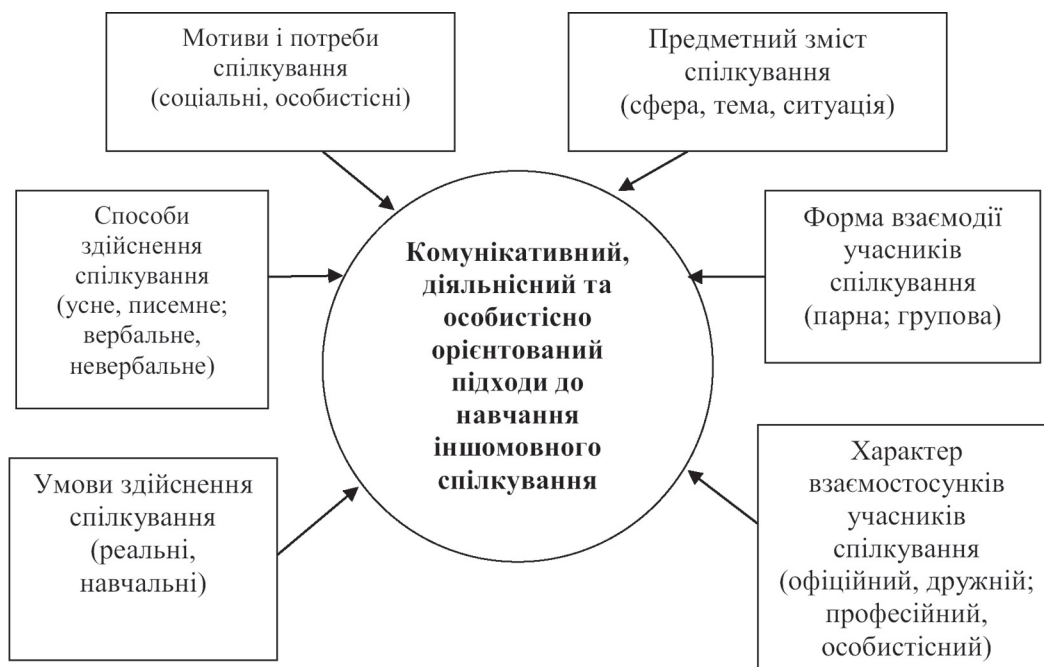 Мотиви і потреби
спілкування
(соціальні, особистісні)
Предметний зміст
спілкування
(сфера, тема, ситуація)
Способи
здійснення
спілкування
(усне, писемне;
вербальне,
невербальне)
Комунікативний,
діяльнісний та
особистісно
орієнтований
підходи до
навчання
іншомовного
спілкування
Форма взаємодії
учасників
спілкування
(парна; групова)
Умови здійснення
спілкування
(реальні,
навчальні)
Характер
взаємостосунків
учасників
спілкування
(офіційний, дружній;
професійний,
особистісний)